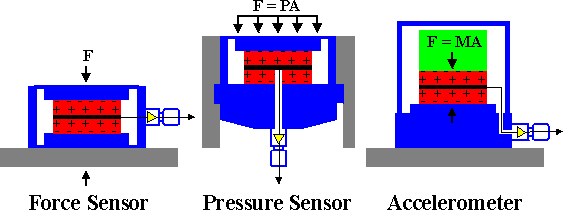 F
F = PA
F = MA
Force Sensor
Pressure Sensor
Accelerometer